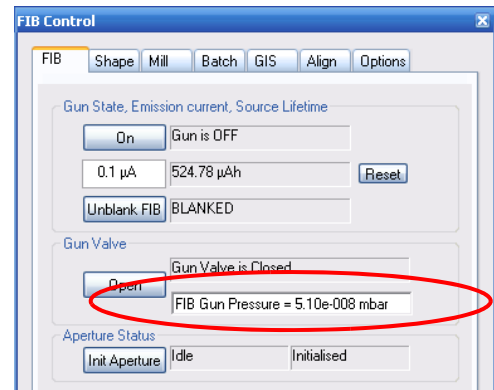 FIB Control
FIB Shape Mill Batch GIS Align Options
Gun State, Emission current, Source Lifetime
On Gun is OFF
0.1 µA 524.78 µAh Reset
Unblank FIB BLANKED
Gun Valve
Gun Valve is Closed
Open
FIB Gun Pressure = 5.10e-008 mbar
Aperture Status
Init Aperture Idle Initialised